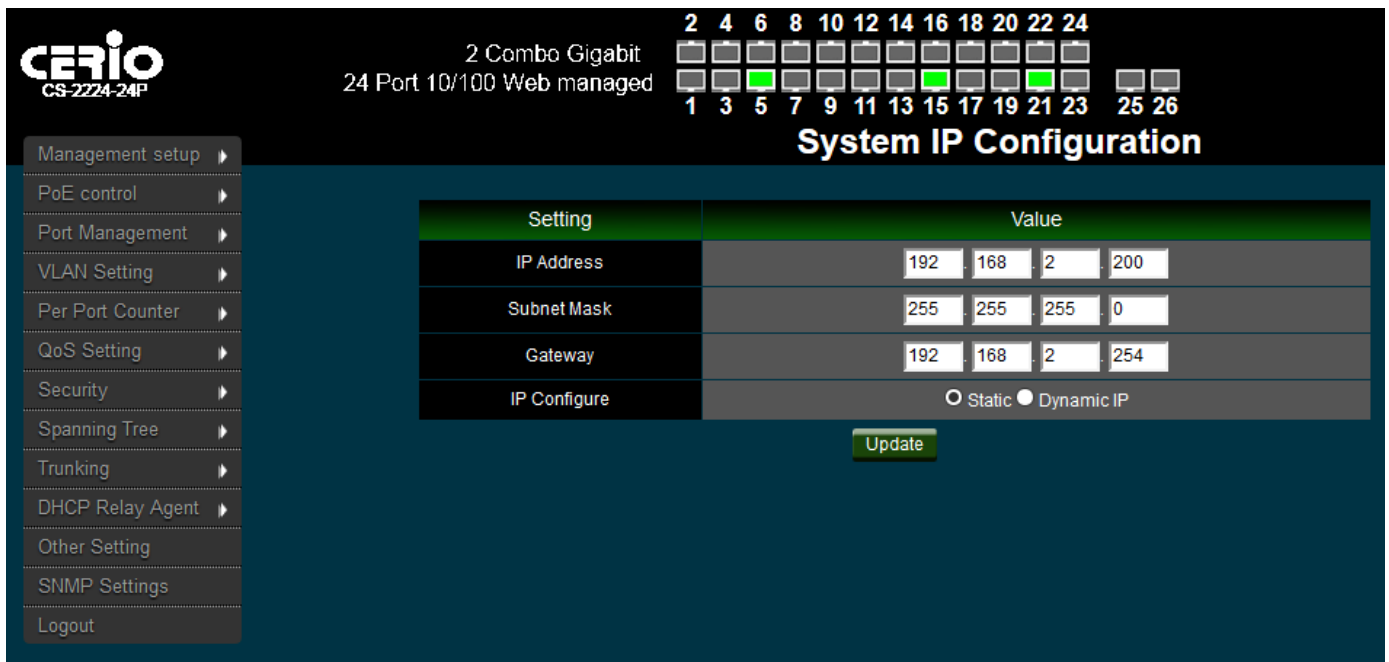 CERIO
CS-2224-24P
2 Combo Gigabit
24 Port 10/100 Web managed
2 4 6 8 10 12 14 16 18 20 22 24
1 3 5 7 9 11 13 15 17 19 21 23 25 26
System IP Configuration
Management setup
PoE control
Port Management
VLAN Setting
Per Port Counter
QoS Setting
Security
Spanning Tree
Trunking
DHCP Relay Agent
Other Setting
SNMP Settings
Logout
Setting Value
IP Address 192 . 168 . 2 . 200
Subnet Mask 255 . 255 . 255 . 0
Gateway 192 . 168 . 2 . 254
IP Configure Static Dynamic IP
Update